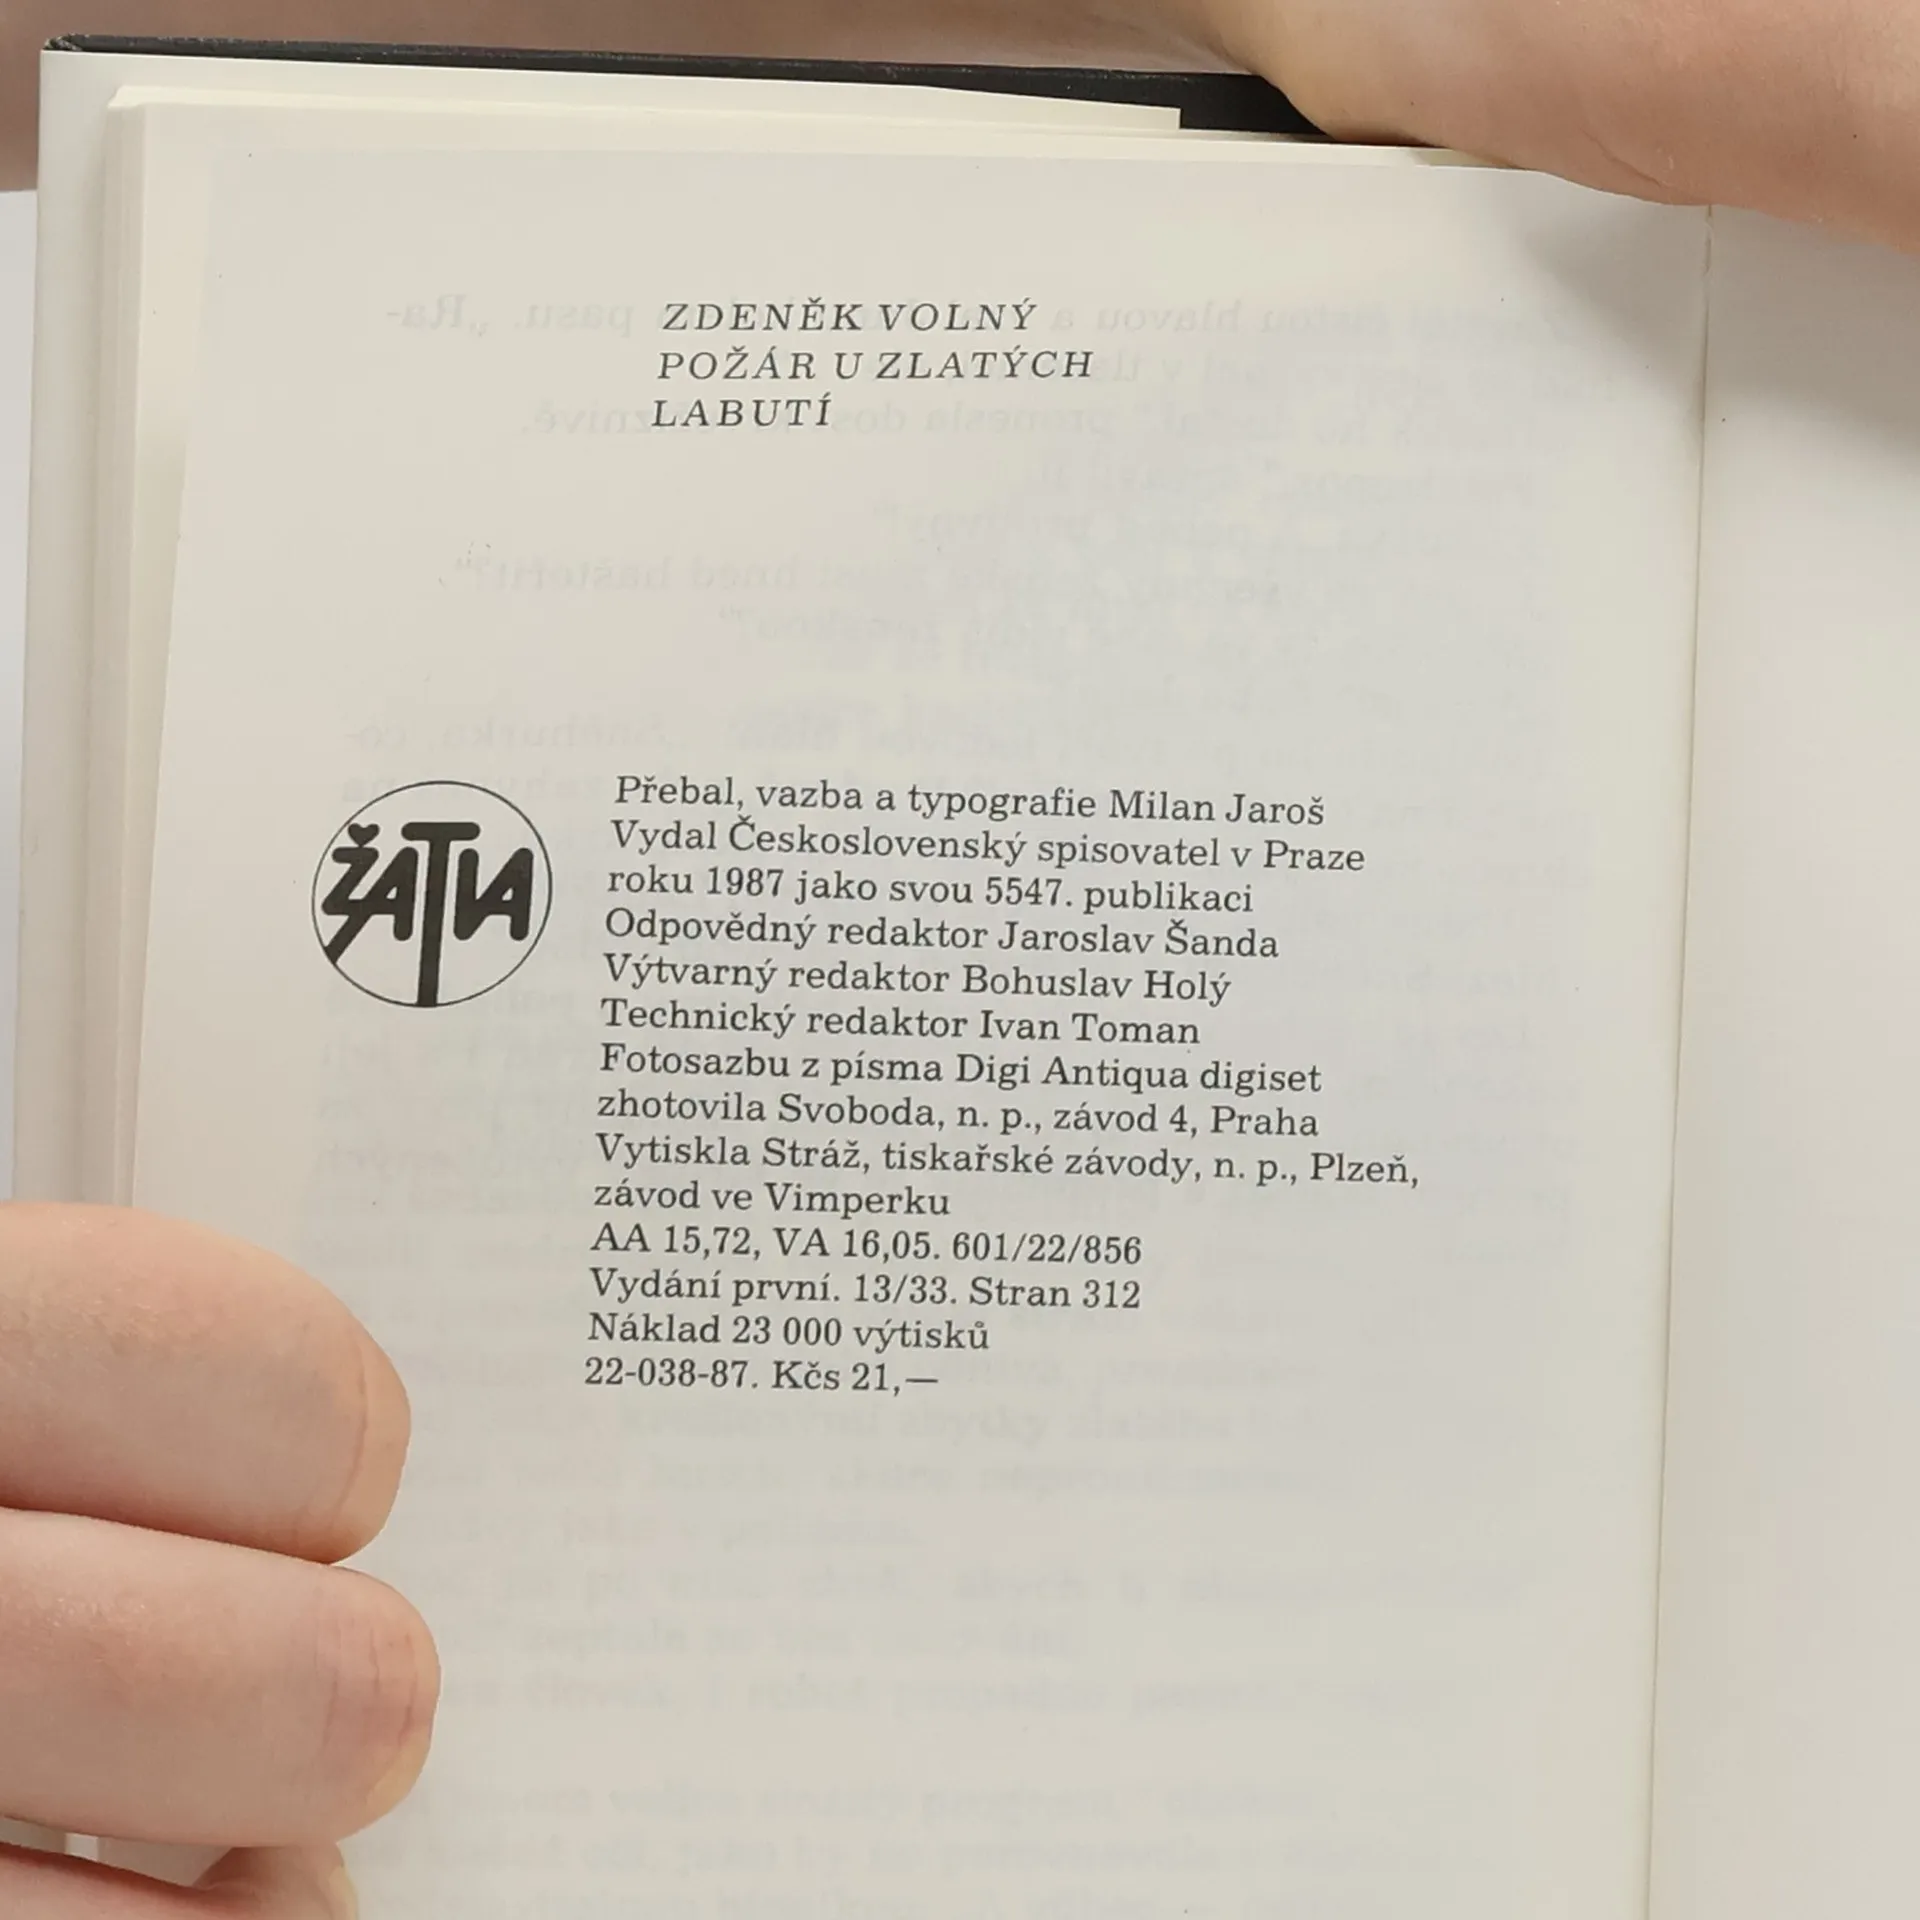 ZDENĚK VOLNÝ
POŽÁR U ZLATÝCH
LABUTÍ
ŽATVA
Přebal, vazba a typografie Milan Jaroš
Vydal Československý spisovatel v Praze
roku 1987 jako svou 5547. publikaci
Odpovědný redaktor Jaroslav Šanda
Výtvarný redaktor Bohuslav Holý
Technický redaktor Ivan Toman
Fotosazbu z písma Digi Antiqua digiset
zhotovila Svoboda, n. p., závod 4, Praha
Vytiskla Stráž, tiskařské závody, n. p., Plzeň,
závod ve Vimperku
AA 15,72, VA 16,05. 601/22/856
Vydání první. 13/33. Stran 312
Náklad 23 000 výtisků
22-038-87. Kčs 21,—